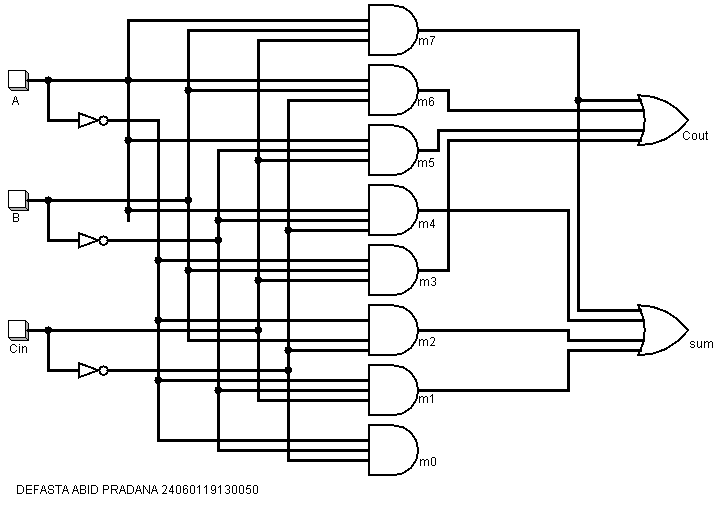 m7
A
m6
m5
Cout
B
m4
m3
Cin
m2
sum
m1
m0
DEFASTA ABID PRADANA 24060119130050